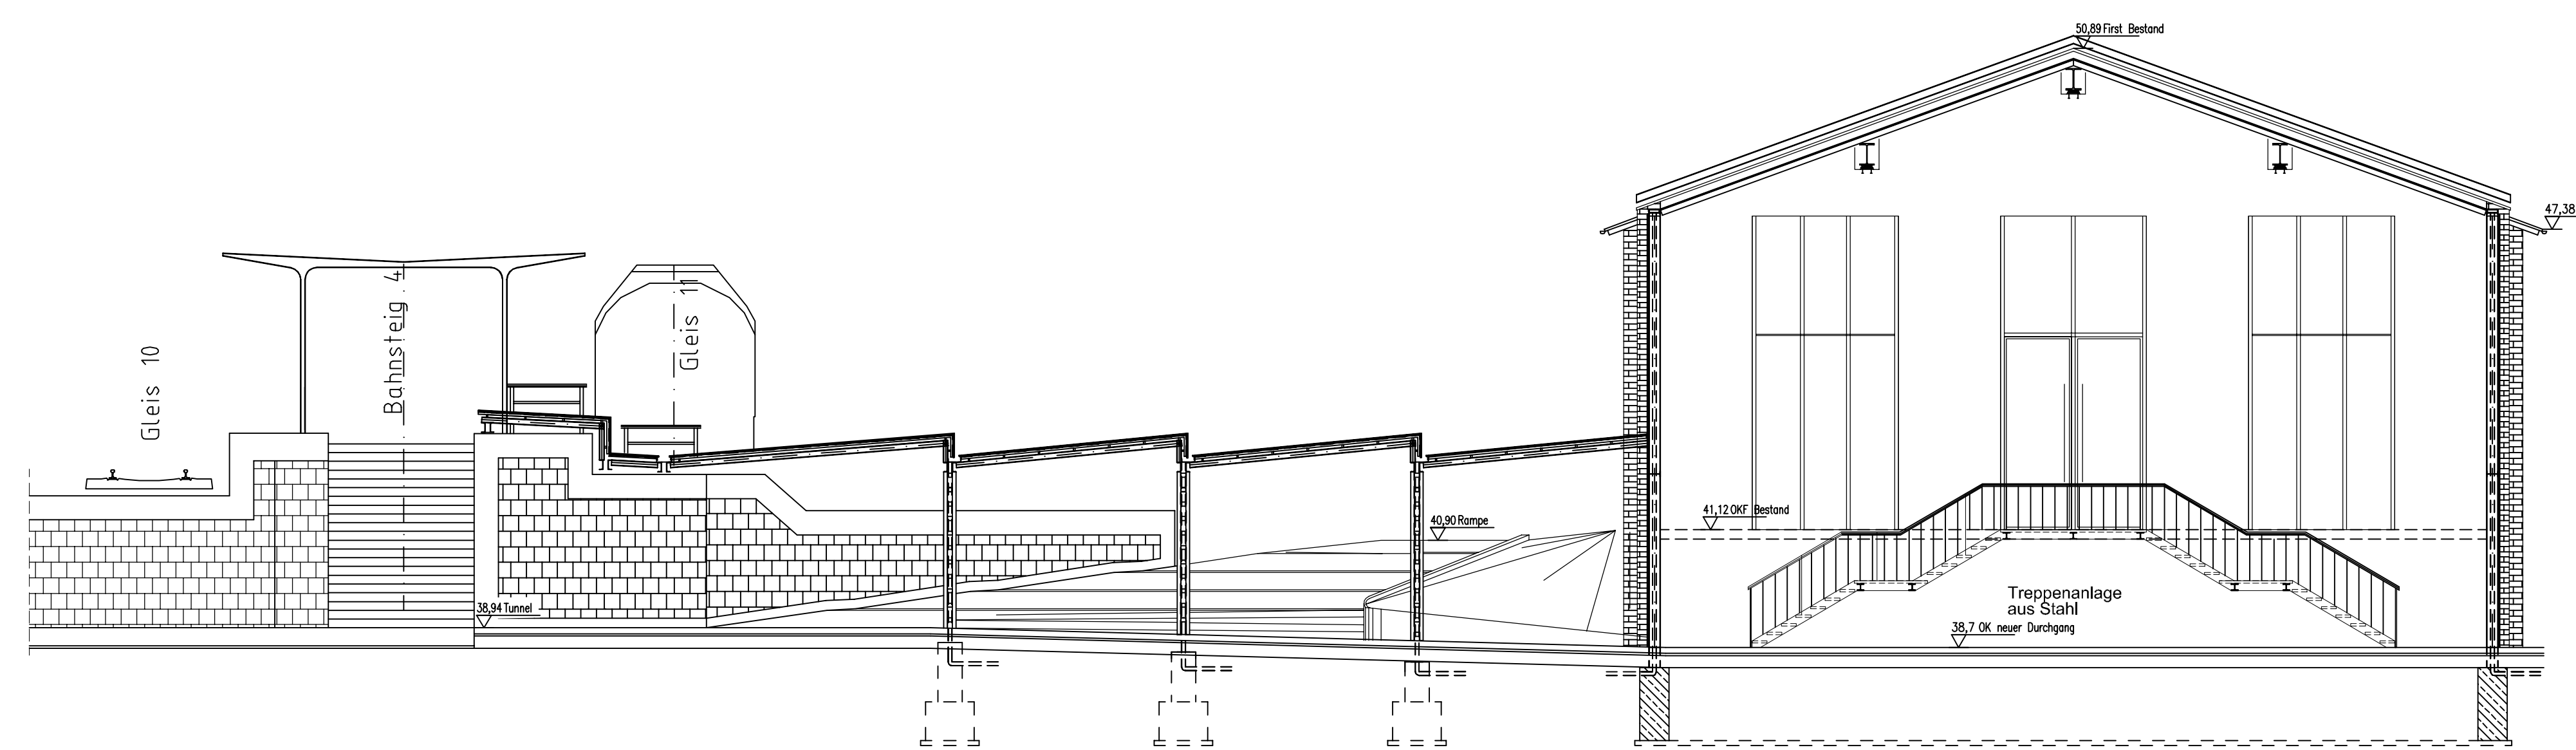 50,89 First Bestand
47,38
Gleis 10
Bahnsteig 4
Gleis 11
41,12 OKF Bestand
40,90 Rampe
38,94 Tunnel
Treppenanlage
aus Stahl
38,7 OK neuer Durchgang